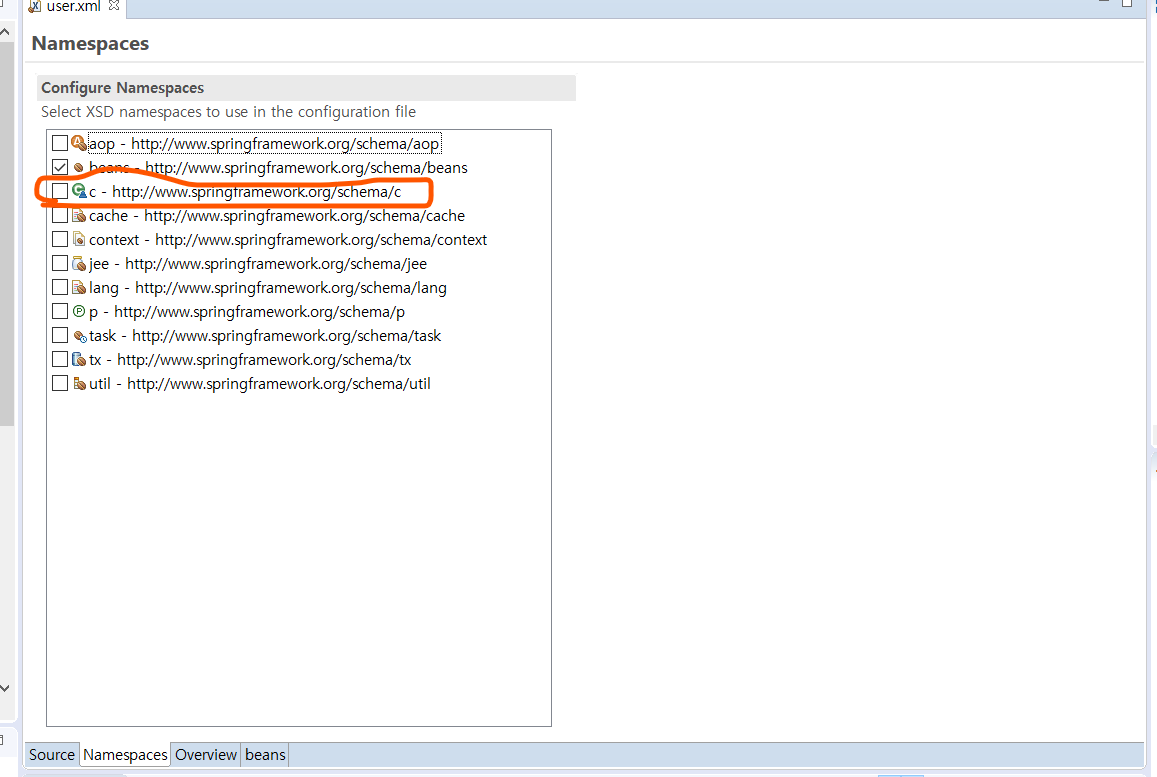 user.xml
Namespaces
Configure Namespaces
Select XSD namespaces to use in the configuration file
aop - http://www.springframework.org/schema/aop
beans - http://www.springframework.org/schema/beans
c - http://www.springframework.org/schema/c
cache - http://www.springframework.org/schema/cache
context - http://www.springframework.org/schema/context
jee - http://www.springframework.org/schema/jee
lang - http://www.springframework.org/schema/lang
p - http://www.springframework.org/schema/p
task - http://www.springframework.org/schema/task
tx - http://www.springframework.org/schema/tx
util - http://www.springframework.org/schema/util
Source Namespaces Overview beans